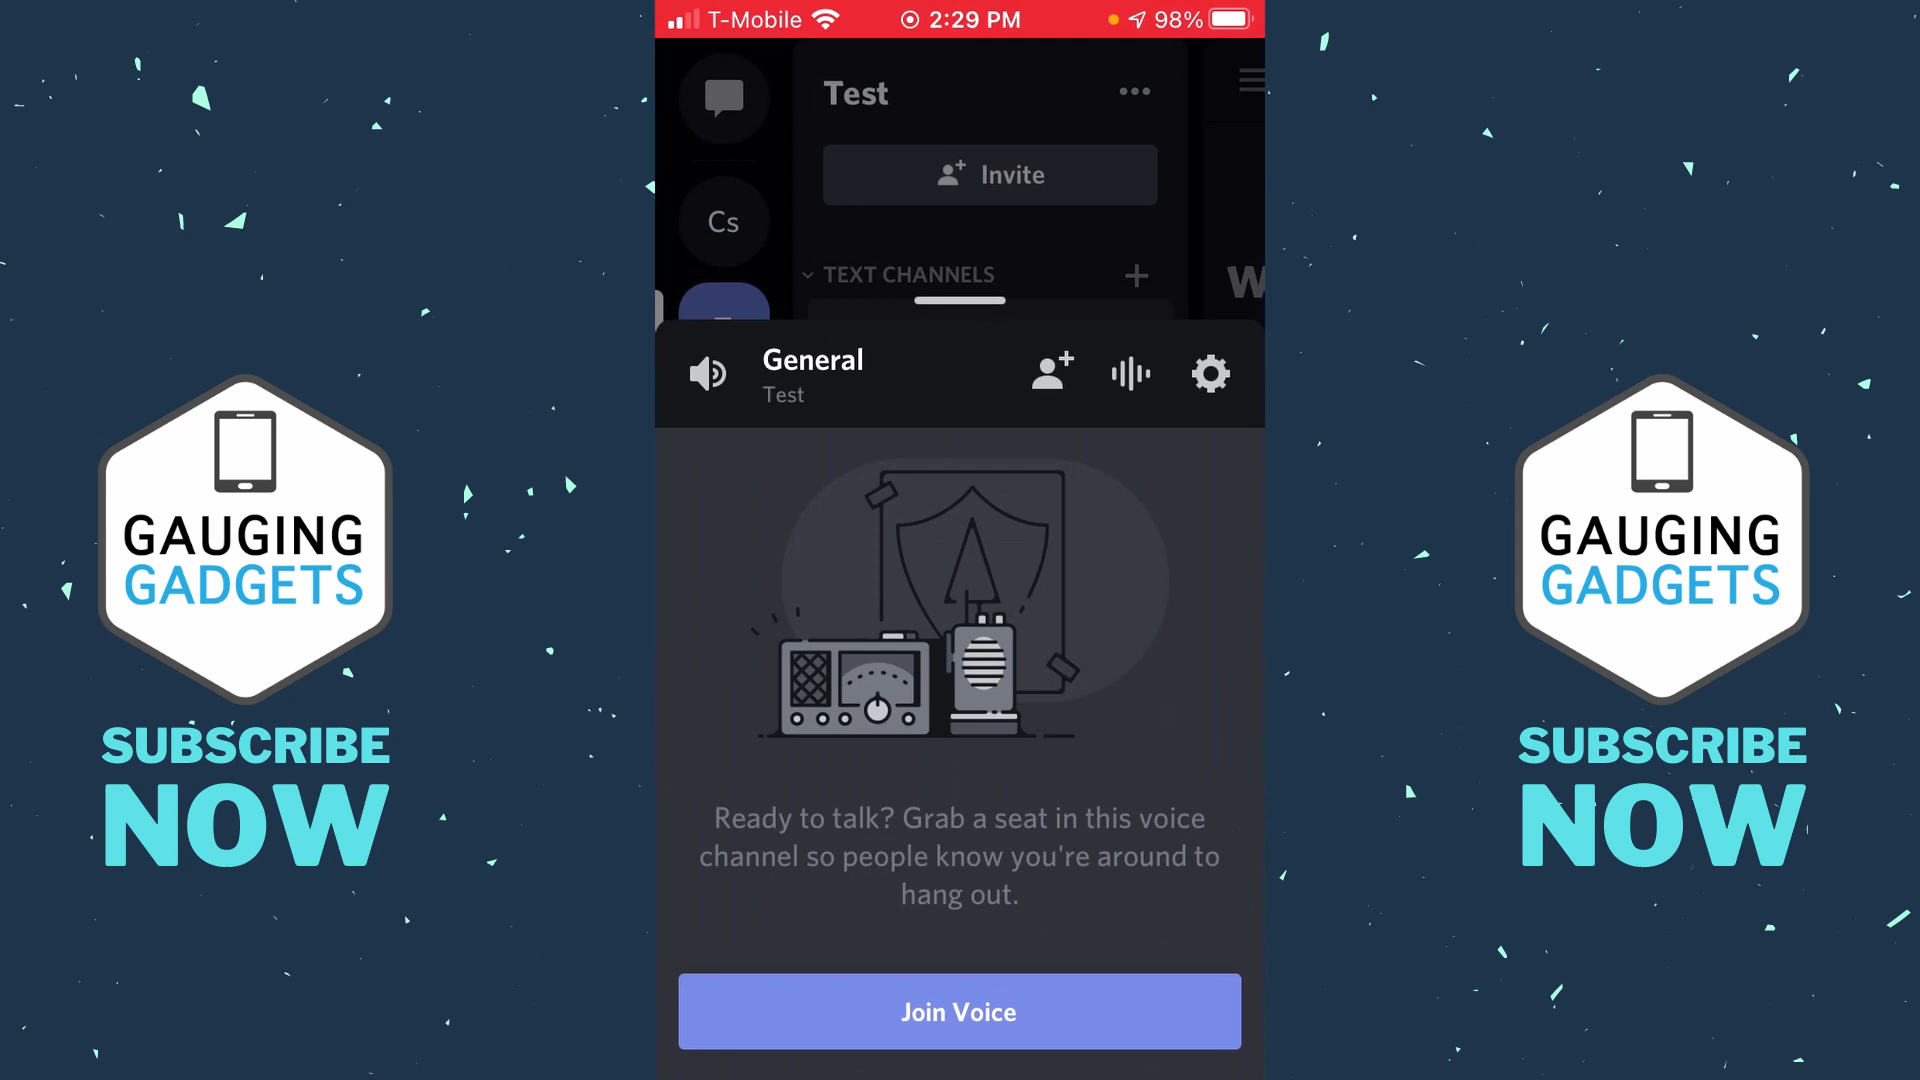 T-Mobile 2:29 PM 98%
Test
Invite
Cs
TEXT CHANNELS
W
General
Test
Ready to talk? Grab a seat in this voice
channel so people know you're around to
hang out.
Join Voice
GAUGING
GADGETS
SUBSCRIBE
NOW
GAUGING
GADGETS
SUBSCRIBE
NOW